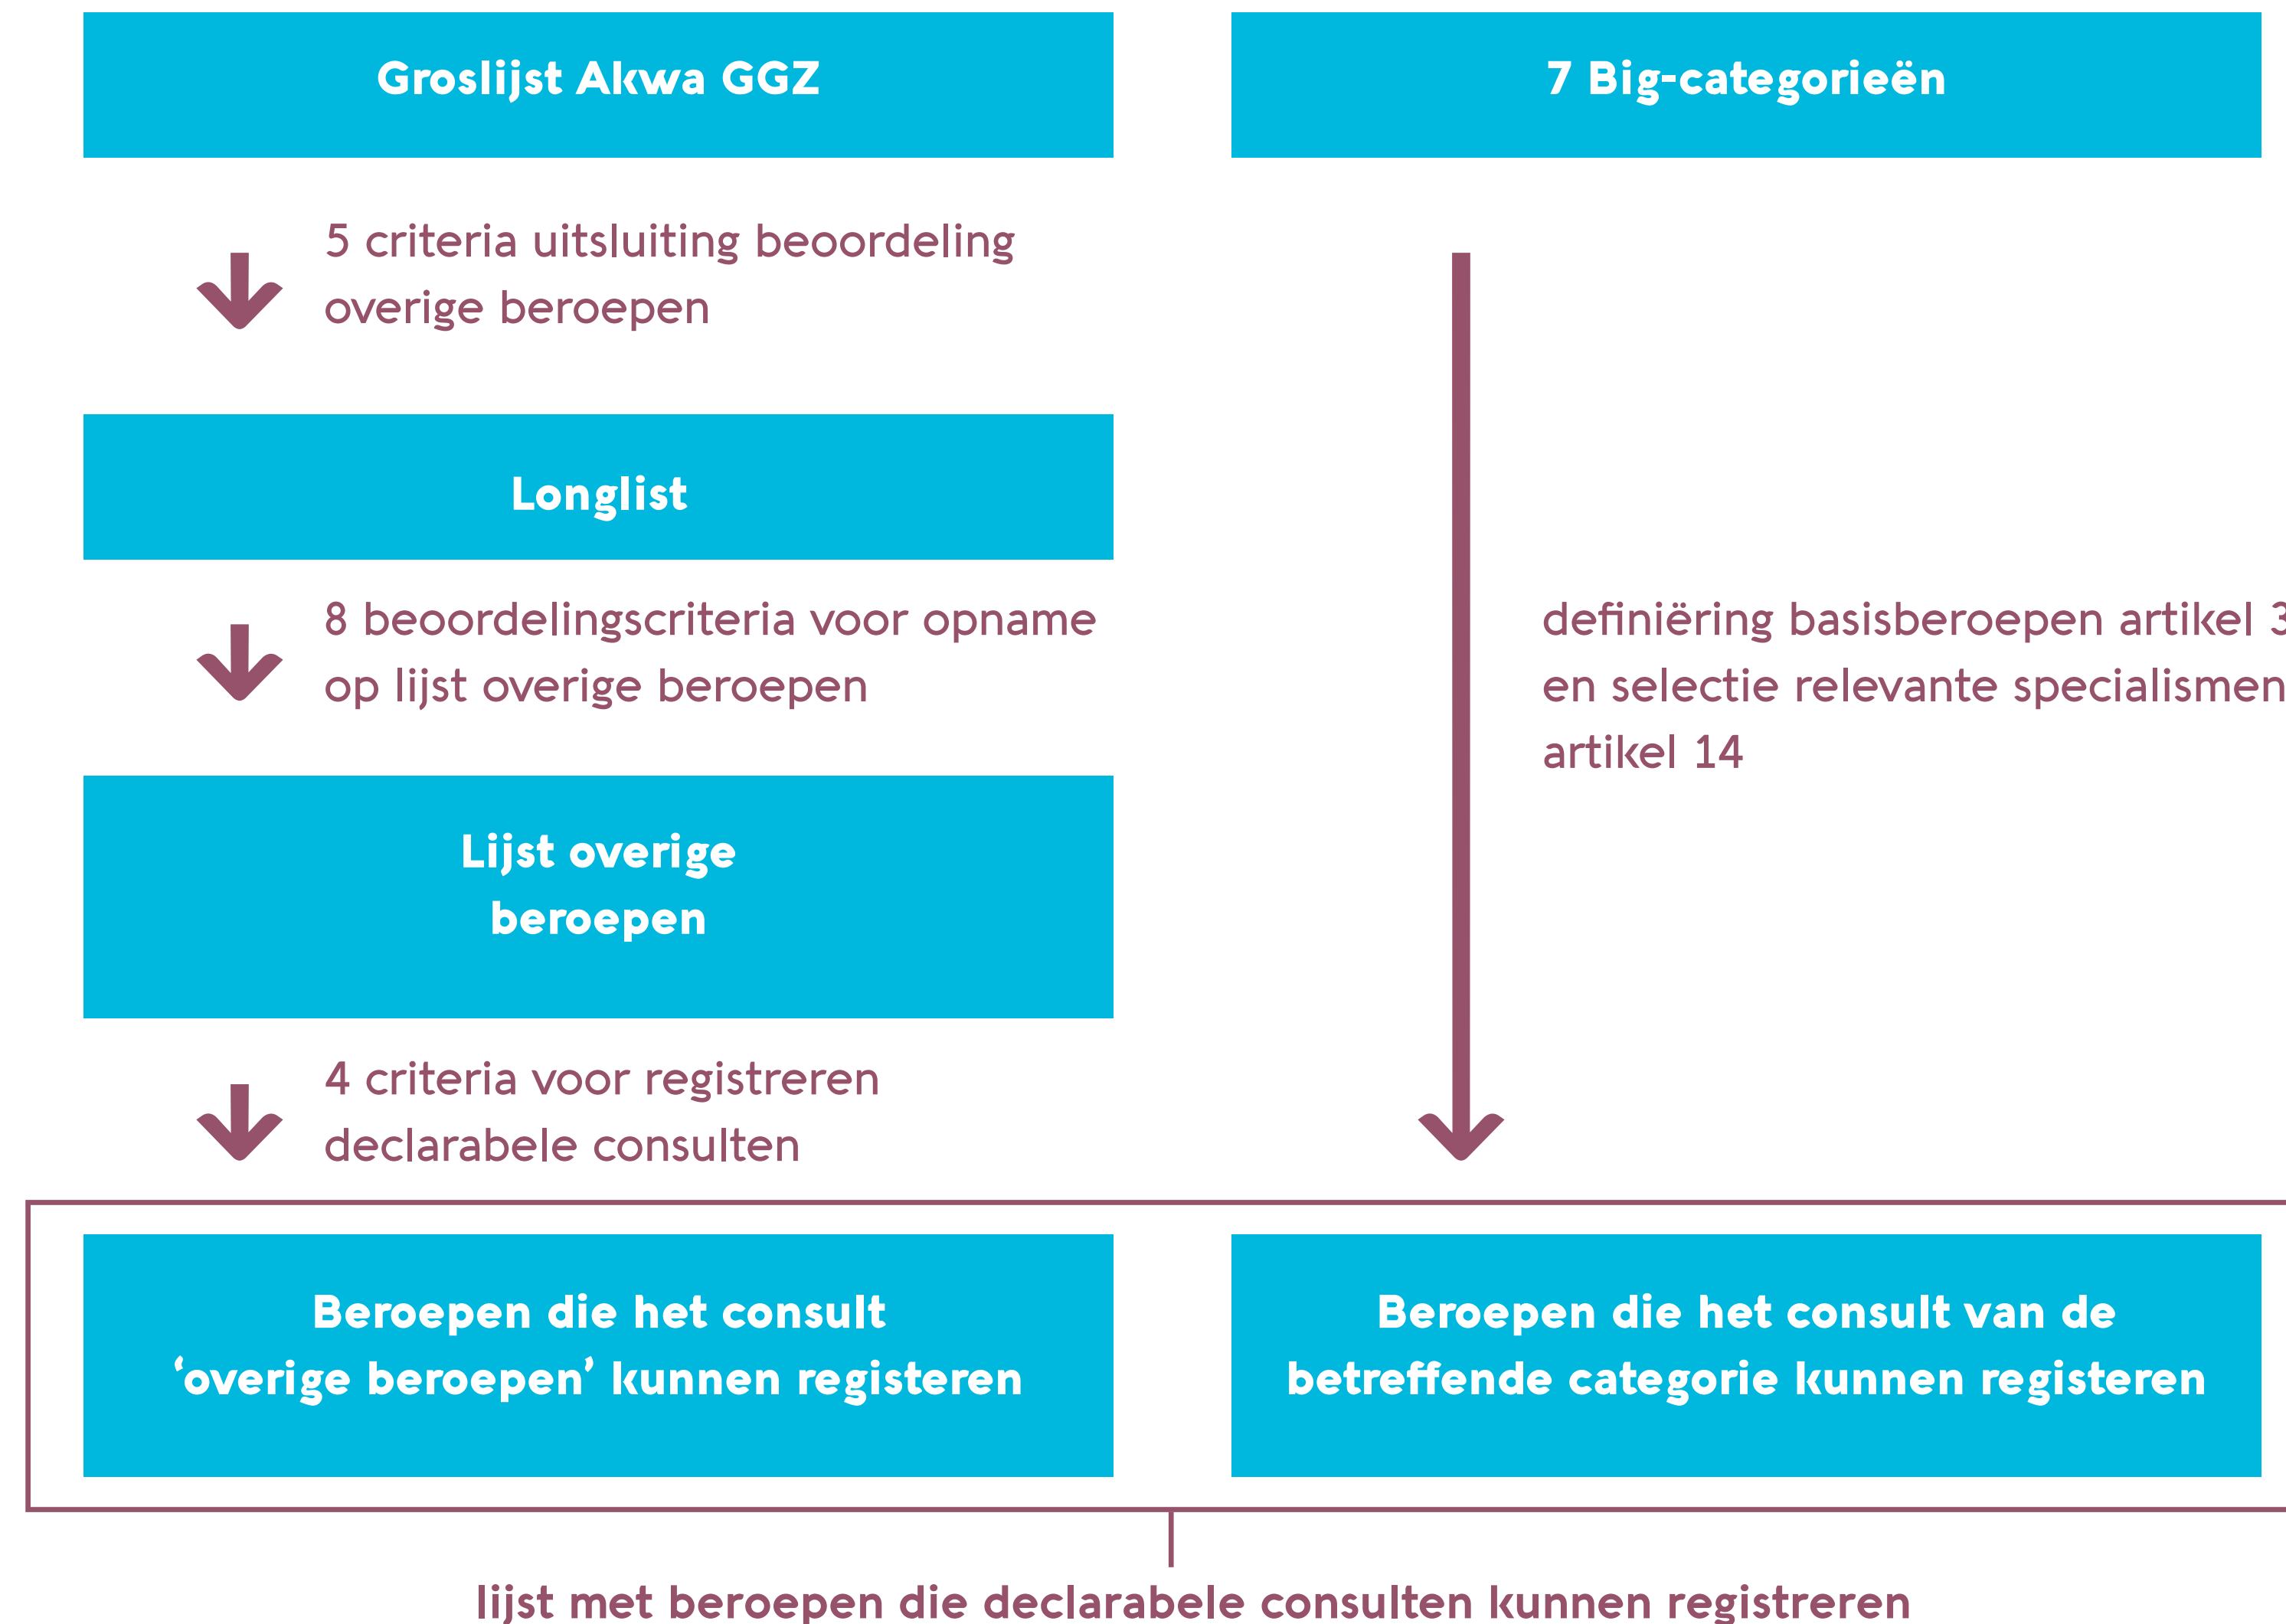 Groslijst Akwa GGZ
7 Big-categorieën
5 criteria uitsluiting beoordeling
overige beroepen
Longlist
8 beoordelingscriteria voor opname
op lijst overige beroepen
definiëring basisberoepen artikel 3
en selectie relevante specialismen
artikel 14
Lijst overige
beroepen
4 criteria voor registreren
declarabele consulten
Beroepen die het consult
‘overige beroepen’ kunnen registeren
Beroepen die het consult van de
betreffende categorie kunnen registeren
lijst met beroepen die declarabele consulten kunnen registreren